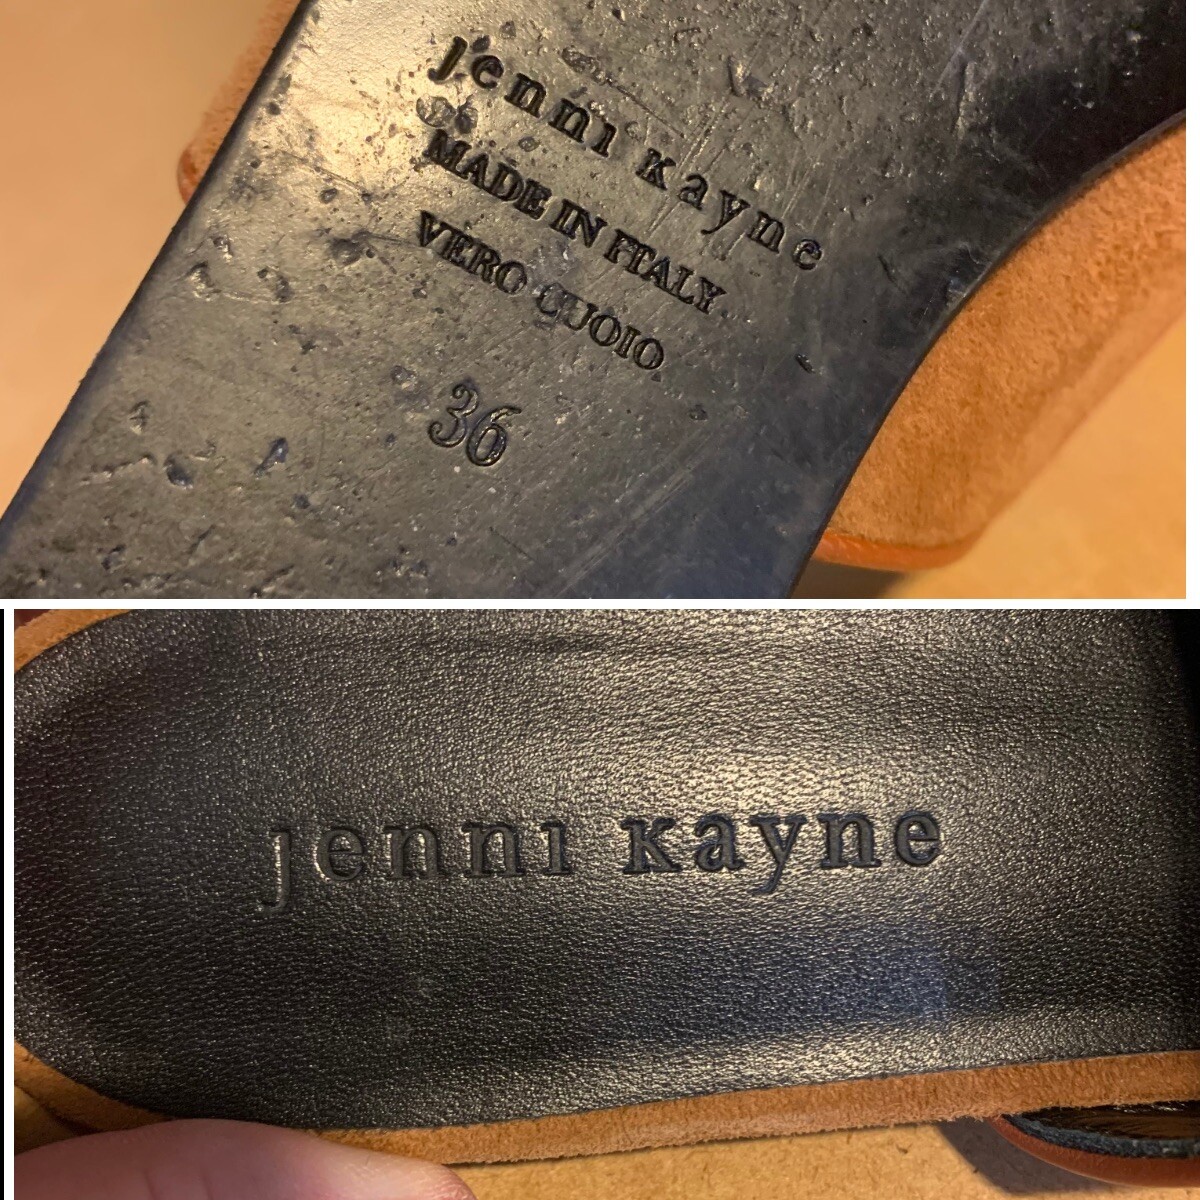 jenni kayne
MADE IN ITALY
VERO CUOIO
36
jenni kayne